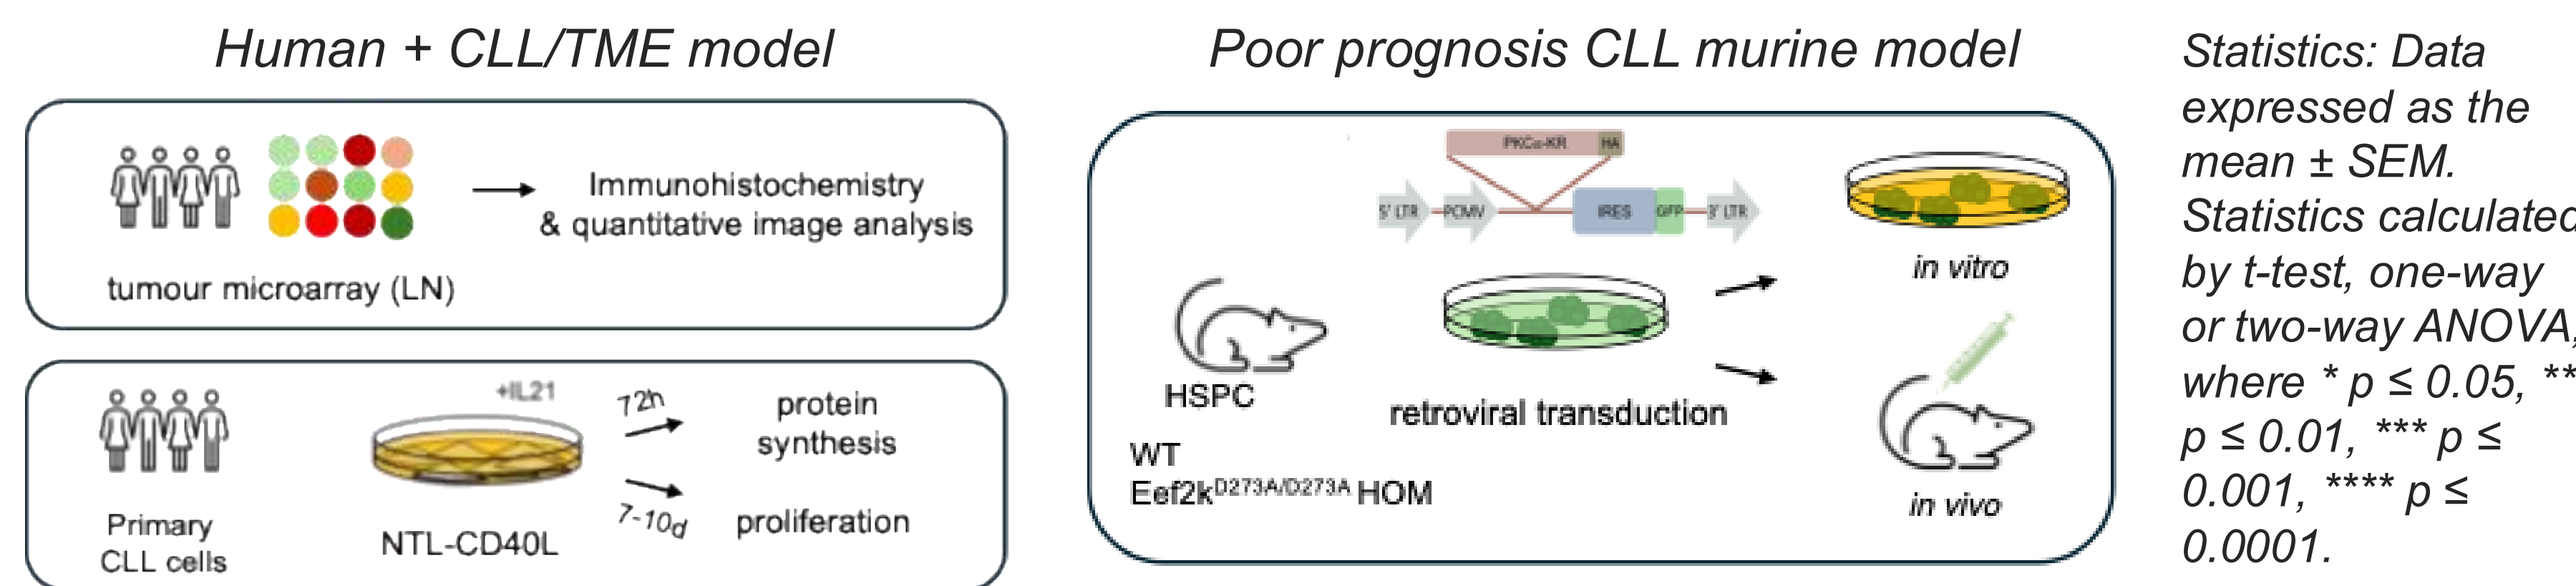 Human + CLL/TME model
Immunohistochemistry
& quantitative image analysis
tumour microarray (LN)
+IL21
72h
protein
synthesis
7-10d
proliferation
Primary
CLL cells
NTL-CD40L
Poor prognosis CLL murine model
PKCα-KR HA
5' LTR PCMV IRES GFP 3' LTR
in vitro
HSPC
retroviral transduction
WT
Eef2kD273A/D273A HOM
in vivo
Statistics: Data
expressed as the
mean ± SEM.
Statistics calculated
by t-test, one-way
or two-way ANOVA,
where * p ≤ 0.05, **
p ≤ 0.01, *** p ≤
0.001, **** p ≤
0.0001.